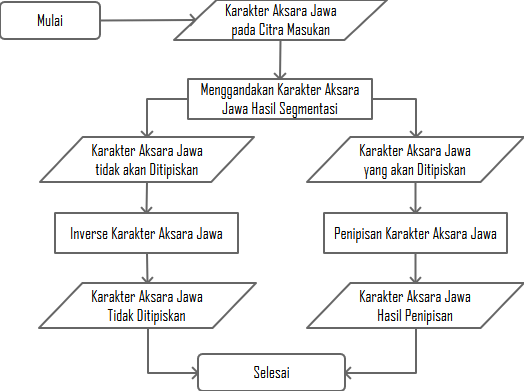 Mulai
Karakter Aksara Jawa
pada Citra Masukan
Menggandakan Karakter Aksara
Jawa Hasil Segmentasi
Karakter Aksara Jawa
tidak akan Ditipiskan
Karakter Aksara Jawa
yang akan Ditipiskan
Inverse Karakter Aksara Jawa
Penipisan Karakter Aksara Jawa
Karakter Aksara Jawa
Tidak Ditipiskan
Karakter Aksara Jawa
Hasil Penipisan
Selesai